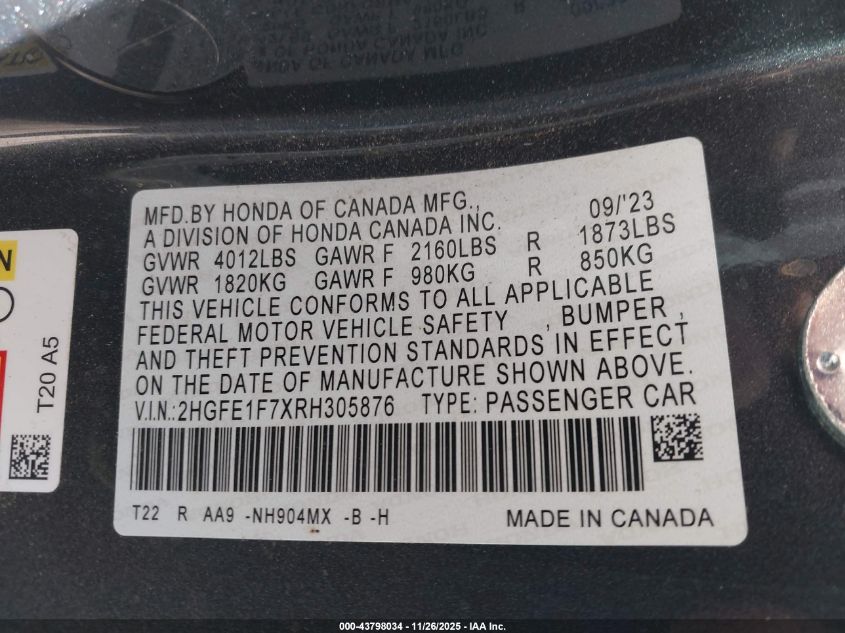 MFD.BY HONDA OF CANADA MFG., 09/'23
A DIVISION OF HONDA CANADA INC.
GVWR 4012LBS GAWR F 2160LBS R 1873LBS
GVWR 1820KG GAWR F 980KG R 850KG
THIS VEHICLE CONFORMS TO ALL APPLICABLE
FEDERAL MOTOR VEHICLE SAFETY , BUMPER ,
AND THEFT PREVENTION STANDARDS IN EFFECT
ON THE DATE OF MANUFACTURE SHOWN ABOVE.
V.I.N.:2HGFE1F7XRH305876 TYPE: PASSENGER CAR
T22 R AA9 -NH904MX -B -H MADE IN CANADA
N
T20 A5
000-43798034 | 11/26/2025 - IAA Inc.